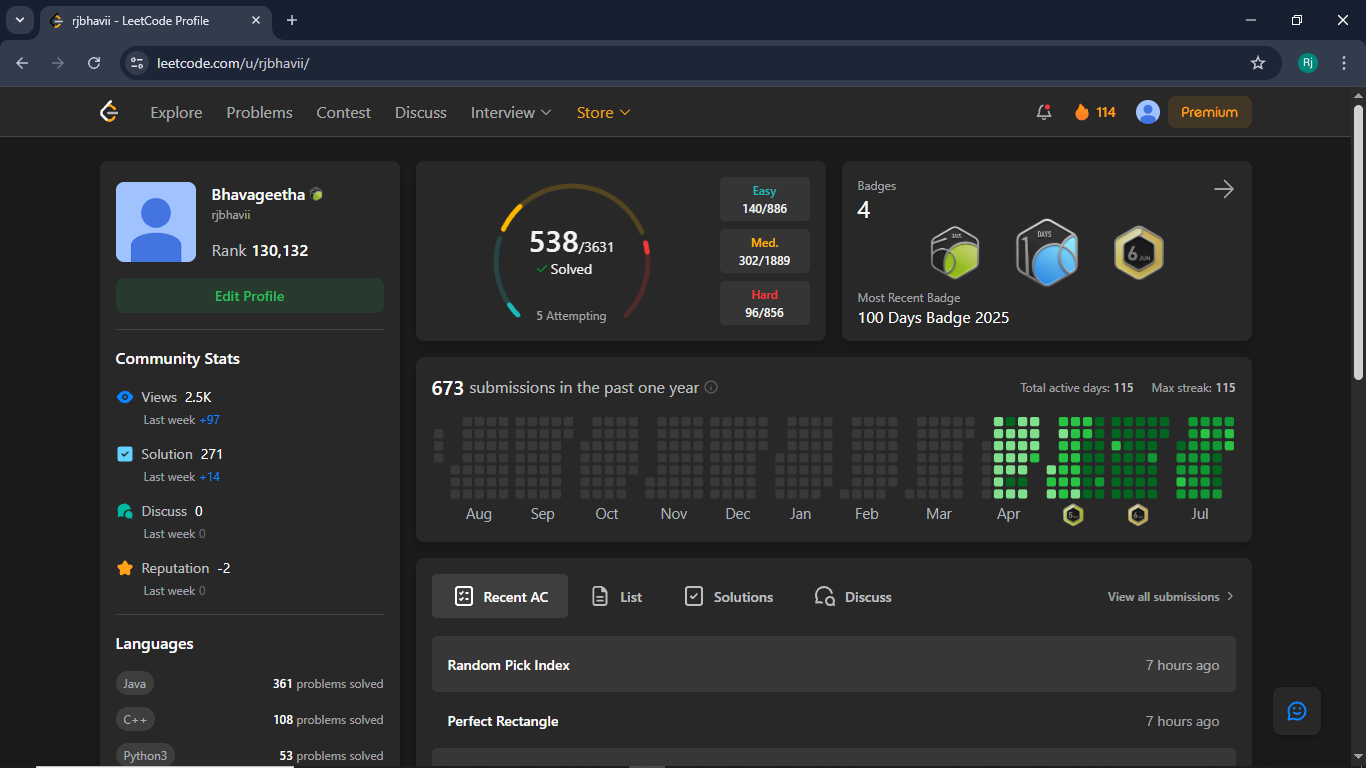 rjbhavii - LeetCode Profile
leetcode.com/u/rjbhavii/
Rj
Explore
Problems
Contest
Discuss
Interview
Store
114
Premium
Bhavageetha
rjbhavii
Rank 130,132
Edit Profile
Community Stats
Views 2.5K
Last week +97
Solution 271
Last week +14
Discuss 0
Last week 0
Reputation -2
Last week 0
Languages
Java
361 problems solved
C++
108 problems solved
Python3
53 problems solved
538/3631
Solved
5 Attempting
Easy
140/886
Med.
302/1889
Hard
96/856
Badges
4
2025
DAYS
6 JUN
Most Recent Badge
100 Days Badge 2025
673 submissions in the past one year
Total active days: 115
Max streak: 115
Aug
Sep
Oct
Nov
Dec
Jan
Feb
Mar
Apr
Jul
Recent AC
List
Solutions
Discuss
View all submissions
Random Pick Index
7 hours ago
Perfect Rectangle
7 hours ago